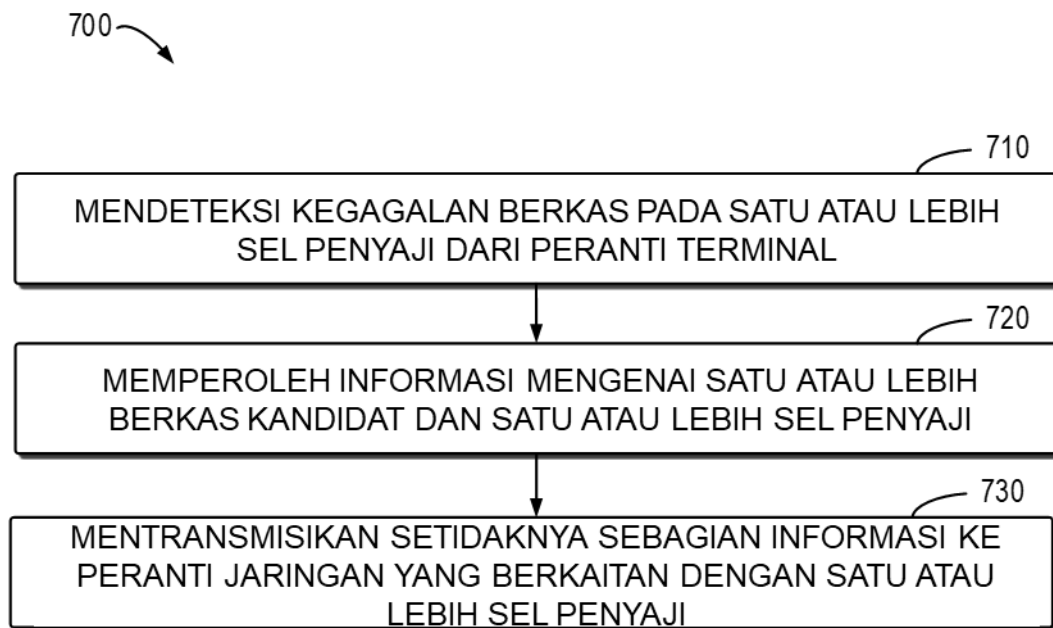 700
710
MENDETEKSI KEGAGALAN BERKAS PADA SATU ATAU LEBIH
SEL PENYAJI DARI PERANTI TERMINAL
720
MEMPEROLEH INFORMASI MENGENAI SATU ATAU LEBIH
BERKAS KANDIDAT DAN SATU ATAU LEBIH SEL PENYAJI
730
MENTRANSMISIKAN SETIDAKNYA SEBAGIAN INFORMASI KE
PERANTI JARINGAN YANG BERKAITAN DENGAN SATU ATAU
LEBIH SEL PENYAJI